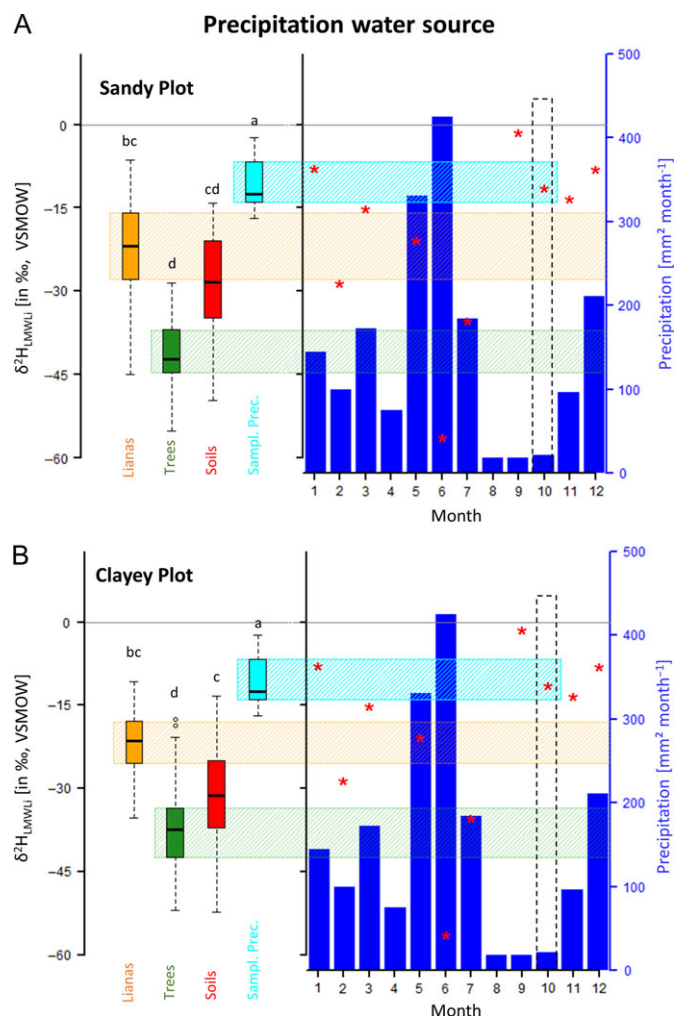 A
Precipitation water source
Sandy Plot
bc
d
cd
a
0
−15
−30
−45
−60
δ²H_LMWLi [in ‰, VSMOW]
Lianas
Trees
Soils
Sampl. Prec.
* * * * * * * * * * *
1 2 3 4 5 6 7 8 9 10 11 12
Month
500
400
300
200
100
0
Precipitation [mm² month⁻¹]
B
Clayey Plot
bc
d
c
a
0
−15
−30
−45
−60
δ²H_LMWLi [in ‰, VSMOW]
Lianas
Trees
Soils
Sampl. Prec.
* * * * * * * * * * *
1 2 3 4 5 6 7 8 9 10 11 12
Month
500
400
300
200
100
0
Precipitation [mm² month⁻¹]